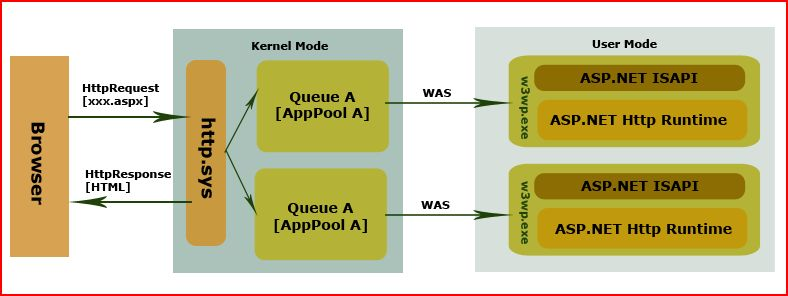 Kernel Mode
User Mode
Browser
HttpRequest
[xxx.aspx]
HttpResponse
[HTML]
http.sys
Queue A
[AppPool A]
WAS
w3wp.exe
ASP.NET ISAPI
ASP.NET Http Runtime
Queue A
[AppPool A]
WAS
w3wp.exe
ASP.NET ISAPI
ASP.NET Http Runtime